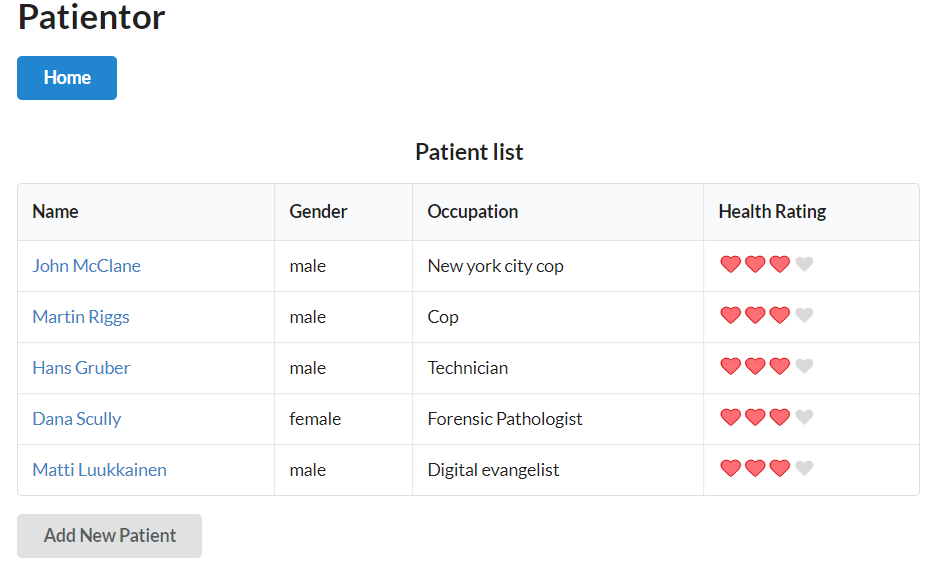 Patientor
Home
Patient list
Name Gender Occupation Health Rating
John McClane male New york city cop
Martin Riggs male Cop
Hans Gruber male Technician
Dana Scully female Forensic Pathologist
Matti Luukkainen male Digital evangelist
Add New Patient